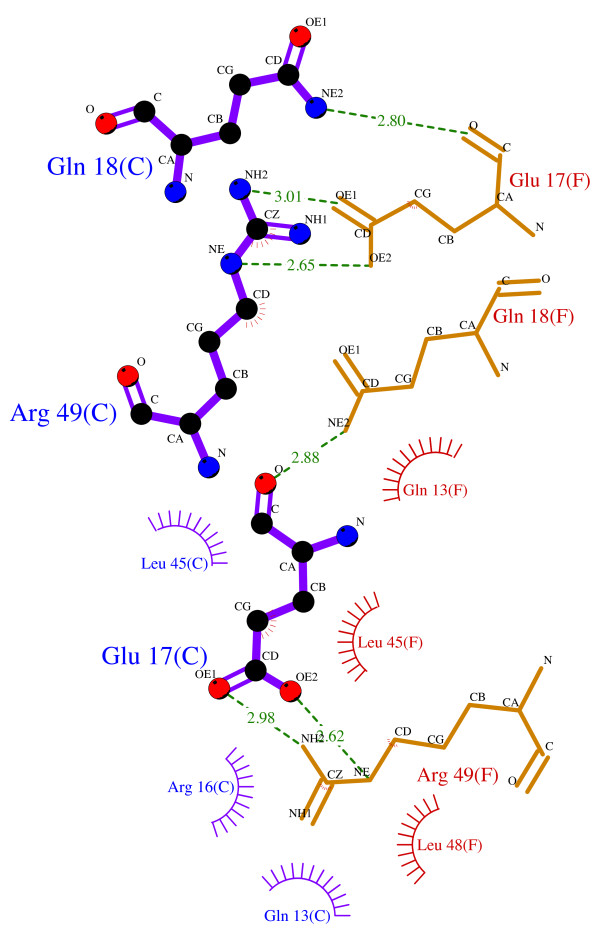 OE1
CD
CG
NE2
C
O
CB
CA
Gln 18(C)
N
2.80
O
C
Glu 17(F)
CA
CG
CB
N
OE1
CD
OE2
NH2
3.01
CZ
NH1
NE
2.65
CD
CG
CB
O
C
Arg 49(C)
CA
N
C
O
Gln 18(F)
CA
CB
N
OE1
CD
CG
NE2
2.88
Gln 13(F)
O
C
N
CA
CB
Leu 45(C)
CG
Glu 17(C)
CD
OE1
OE2
Leu 45(F)
2.98
2.62
N
CB
CA
CD
CG
C
NH2
Arg 49(F)
O
CZ
NE
NH1
Arg 16(C)
Leu 48(F)
Gln 13(C)